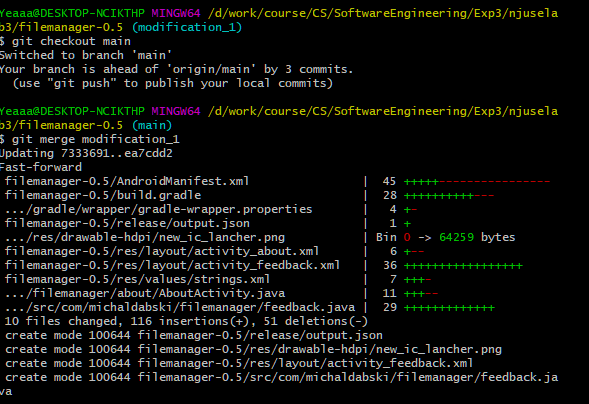 Yeaaa@DESKTOP-NCIKTHP MINGW64 /d/work/course/CS/SoftwareEngineering/Exp3/njusela
b3/filemanager-0.5 (modification_1)
$ git checkout main
Switched to branch 'main'
Your branch is ahead of 'origin/main' by 3 commits.
  (use "git push" to publish your local commits)
Yeaaa@DESKTOP-NCIKTHP MINGW64 /d/work/course/CS/SoftwareEngineering/Exp3/njusela
b3/filemanager-0.5 (main)
$ git merge modification_1
Updating 7333691..ea7cdd2
Fast-forward
 filemanager-0.5/AndroidManifest.xml | 45 +++++----------------
 filemanager-0.5/build.gradle | 28 ++++++++++---
 .../gradle/wrapper/gradle-wrapper.properties | 4 +-
 filemanager-0.5/release/output.json | 1 +
 .../res/drawable-hdpi/new_ic_lancher.png | Bin 0 -> 64259 bytes
 .../res/layout/activity_about.xml | 6 +--
 .../res/layout/activity_feedback.xml | 36 +++++++++++++++++
 filemanager-0.5/res/values/strings.xml | 7 +++-
 .../filemanager/about/AboutActivity.java | 11 +++--
 .../src/com/michaldabski/filemanager/feedback.java | 29 +++++++++++++
 10 files changed, 116 insertions(+), 51 deletions(-)
 create mode 100644 filemanager-0.5/release/output.json
 create mode 100644 filemanager-0.5/res/drawable-hdpi/new_ic_lancher.png
 create mode 100644 filemanager-0.5/res/layout/activity_feedback.xml
 create mode 100644 filemanager-0.5/src/com/michaldabski/filemanager/feedback.ja
va